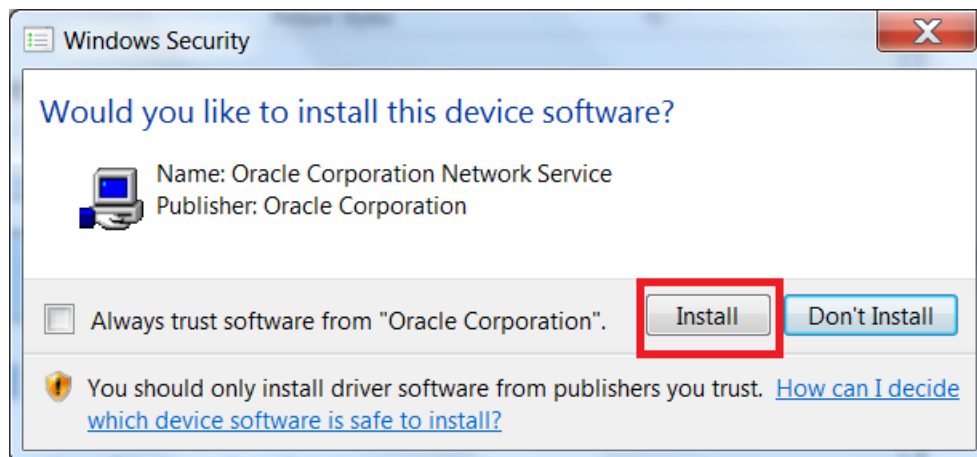 Windows Security
Would you like to install this device software?
Name: Oracle Corporation Network Service
Publisher: Oracle Corporation
Always trust software from "Oracle Corporation".
Install
Don't Install
You should only install driver software from publishers you trust. How can I decide
which device software is safe to install?